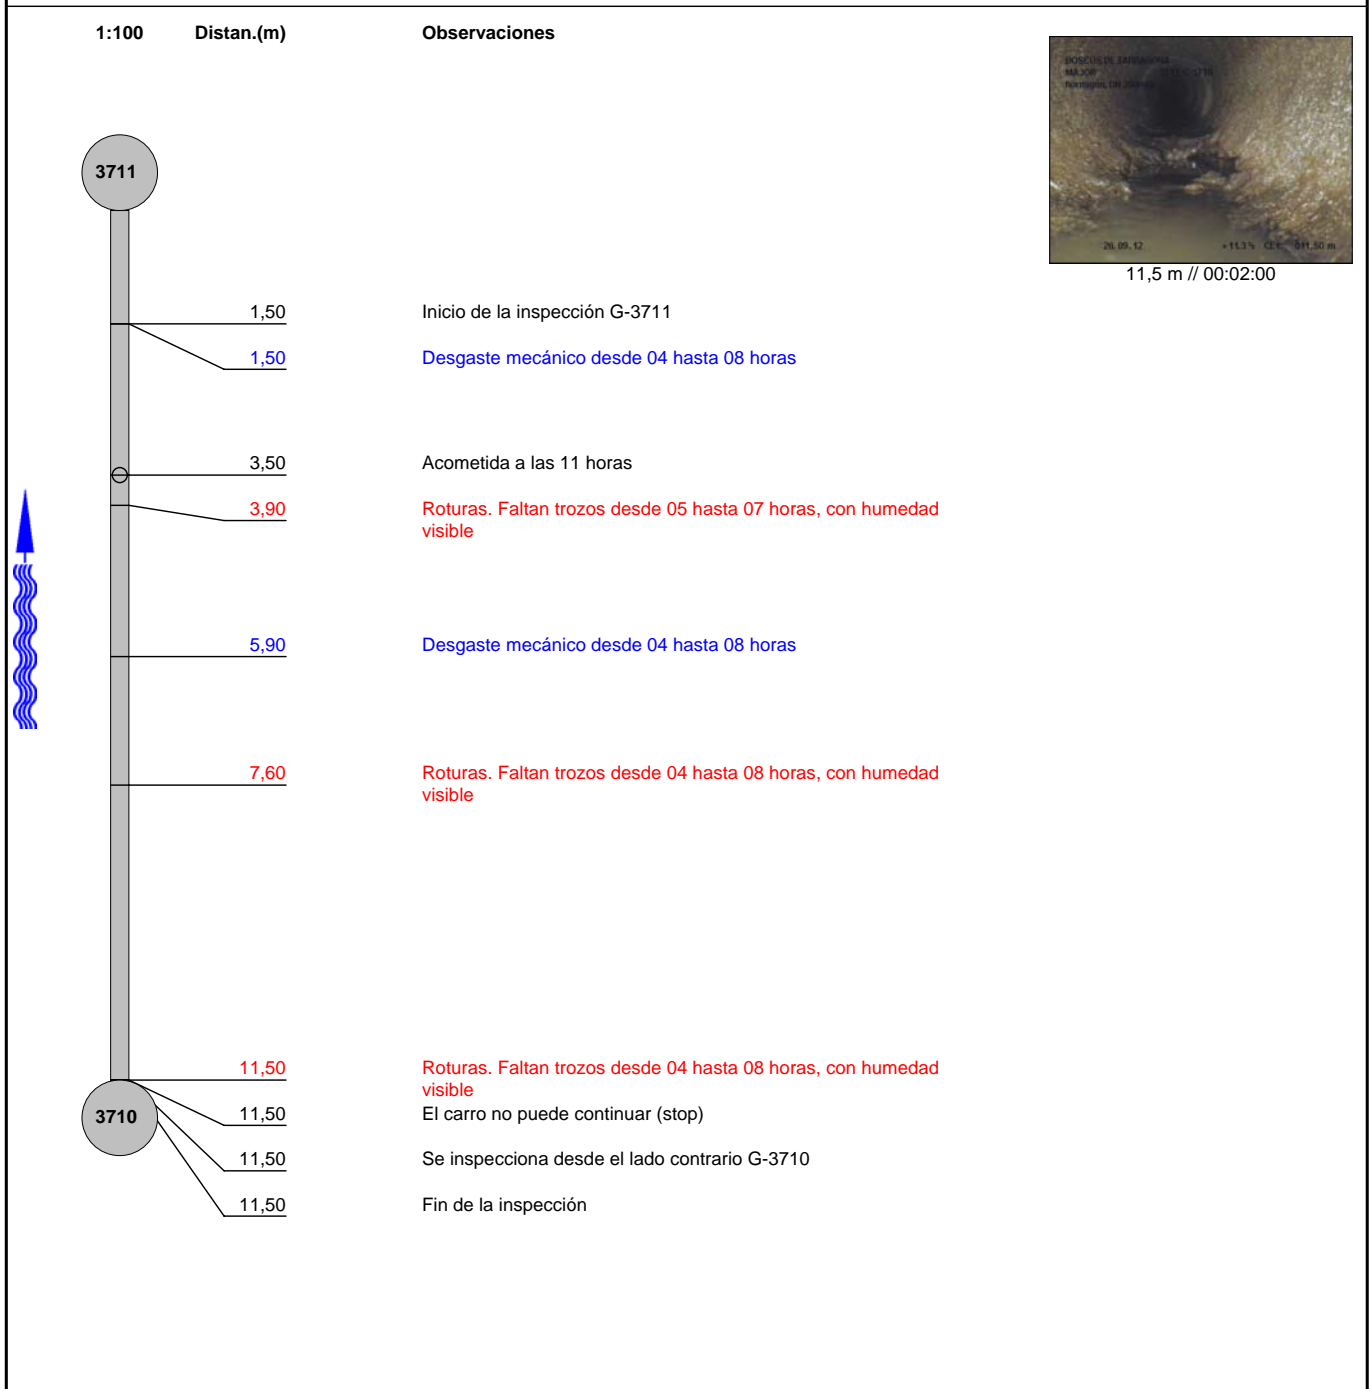 1:100 Distan.(m) Observaciones
MAJOR
26.09.12
11,5 m // 00:02:00
3711
1,50 Inicio de la inspección G-3711
1,50 Desgaste mecánico desde 04 hasta 08 horas
3,50 Acometida a las 11 horas
3,90 Roturas. Faltan trozos desde 05 hasta 07 horas, con humedad
visible
5,90 Desgaste mecánico desde 04 hasta 08 horas
7,60 Roturas. Faltan trozos desde 04 hasta 08 horas, con humedad
visible
11,50 Roturas. Faltan trozos desde 04 hasta 08 horas, con humedad
visible
3710
11,50 El carro no puede continuar (stop)
11,50 Se inspecciona desde el lado contrario G-3710
11,50 Fin de la inspección